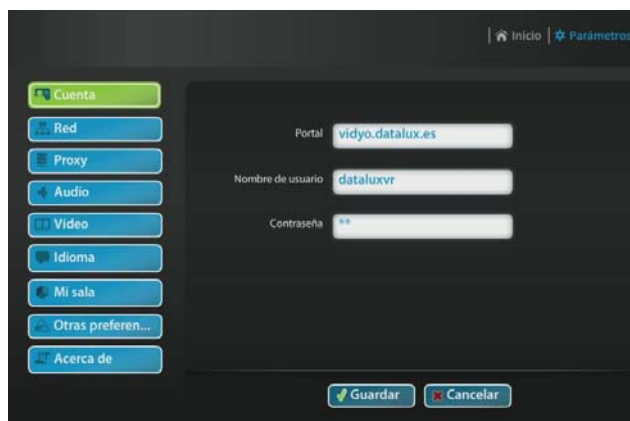 Inicio
Parámetros
Cuenta
Red
Proxy
Audio
Vídeo
Idioma
Mi sala
Otras preferen...
Acerca de
Portal
vidyo.datalux.es
Nombre de usuario
dataluxvr
Contraseña
**
Guardar
Cancelar